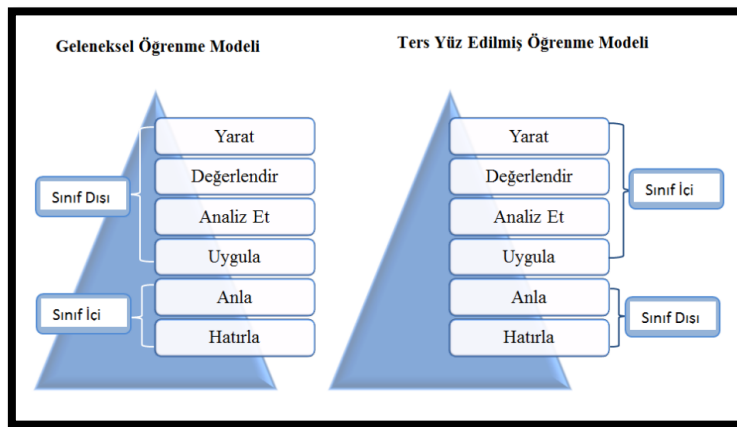 Geleneksel Öğrenme Modeli
Yarat
Değerlendir
Analiz Et
Uygula
Anla
Hatırla
Sınıf Dısı
Sınıf İçi
Ters Yüz Edilmiş Öğrenme Modeli
Yarat
Değerlendir
Analiz Et
Uygula
Anla
Hatırla
Sınıf İçi
Sınıf Dısı